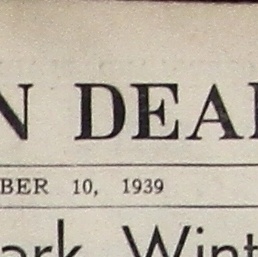 N DEA
BER 10, 1939
ark Wint